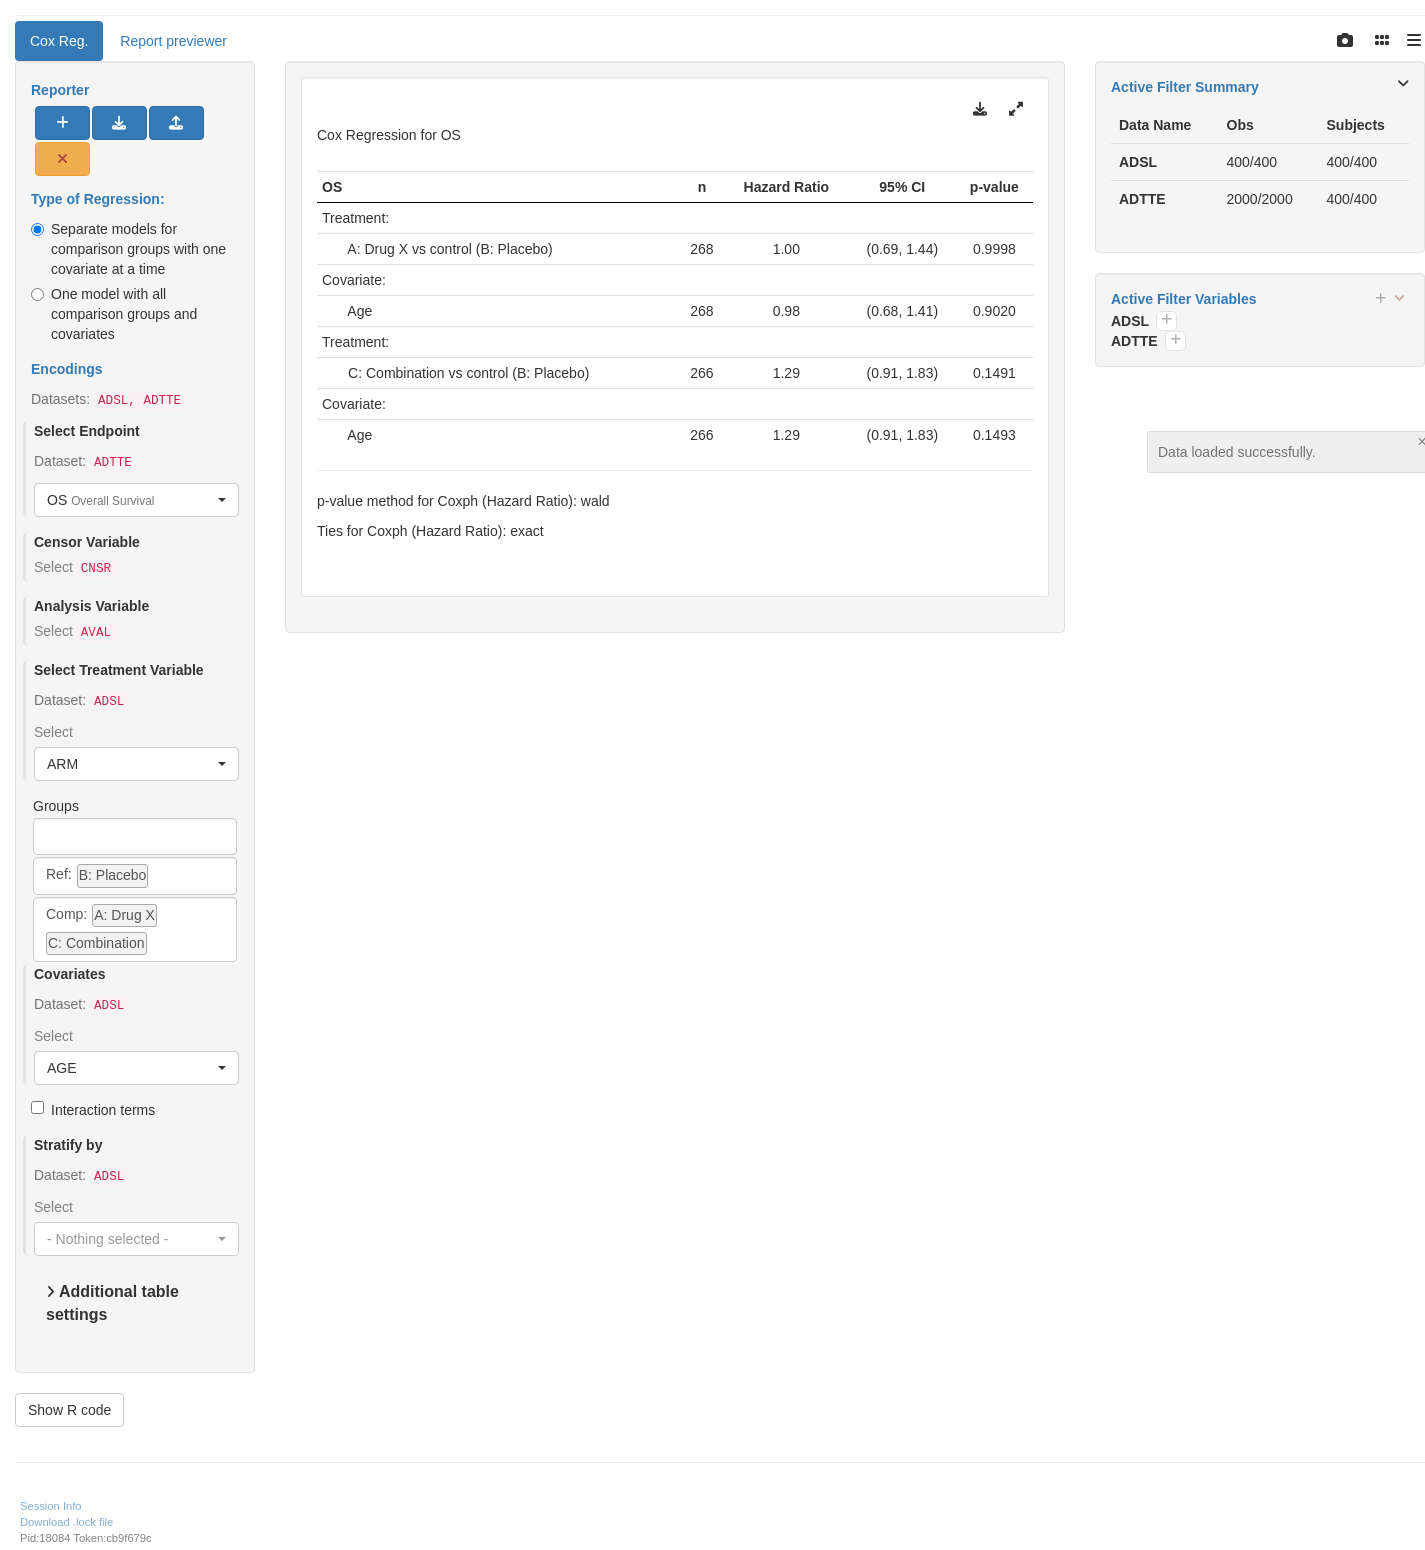 Cox Reg.
Report previewer
Reporter
Type of Regression:
Separate models for
comparison groups with one
covariate at a time
One model with all
comparison groups and
covariates
Encodings
Datasets: ADSL, ADTTE
Select Endpoint
Dataset: ADTTE
OS Overall Survival
Censor Variable
Select CNSR
Analysis Variable
Select AVAL
Select Treatment Variable
Dataset: ADSL
Select
ARM
Groups
Ref: B: Placebo
Comp: A: Drug X
C: Combination
Covariates
Dataset: ADSL
Select
AGE
Interaction terms
Stratify by
Dataset: ADSL
Select
- Nothing selected -
Additional table
settings
Show R code
Cox Regression for OS
OS n Hazard Ratio 95% CI p-value
Treatment:
A: Drug X vs control (B: Placebo) 268 1.00 (0.69, 1.44) 0.9998
Covariate:
Age 268 0.98 (0.68, 1.41) 0.9020
Treatment:
C: Combination vs control (B: Placebo) 266 1.29 (0.91, 1.83) 0.1491
Covariate:
Age 266 1.29 (0.91, 1.83) 0.1493
p-value method for Coxph (Hazard Ratio): wald
Ties for Coxph (Hazard Ratio): exact
Active Filter Summary
Data Name Obs Subjects
ADSL 400/400 400/400
ADTTE 2000/2000 400/400
Active Filter Variables
ADSL
ADTTE
Data loaded successfully.
Session Info
Download .lock file
Pid:18084 Token:cb9f679c